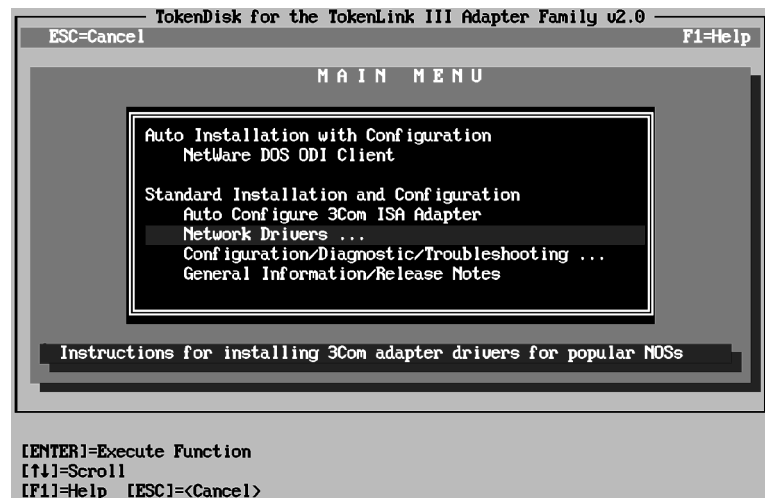 TokenDisk for the TokenLink III Adapter Family v2.0
ESC=Cancel F1=Help
MAIN MENU
Auto Installation with Configuration
NetWare DOS ODI Client
Standard Installation and Configuration
Auto Configure 3Com ISA Adapter
Network Drivers ...
Configuration/Diagnostic/Troubleshooting ...
General Information/Release Notes
Instructions for installing 3Com adapter drivers for popular NOSs
[ENTER]=Execute Function
[↑↓]=Scroll
[F1]=Help [ESC]=<Cancel>